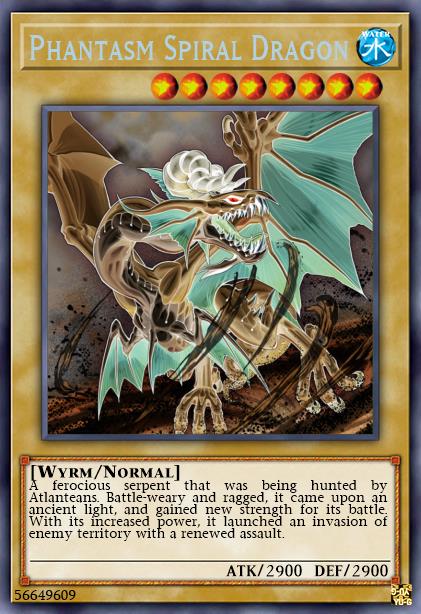 PHANTASM SPIRAL DRAGON
WATER
水
[WYRM/NORMAL]
A ferocious serpent that was being hunted by
Atlanteans. Battle-weary and ragged, it came upon an
ancient light, and gained new strength for its battle.
With its increased power, it launched an invasion of
enemy territory with a renewed assault.
ATK/2900 DEF/2900
56649609